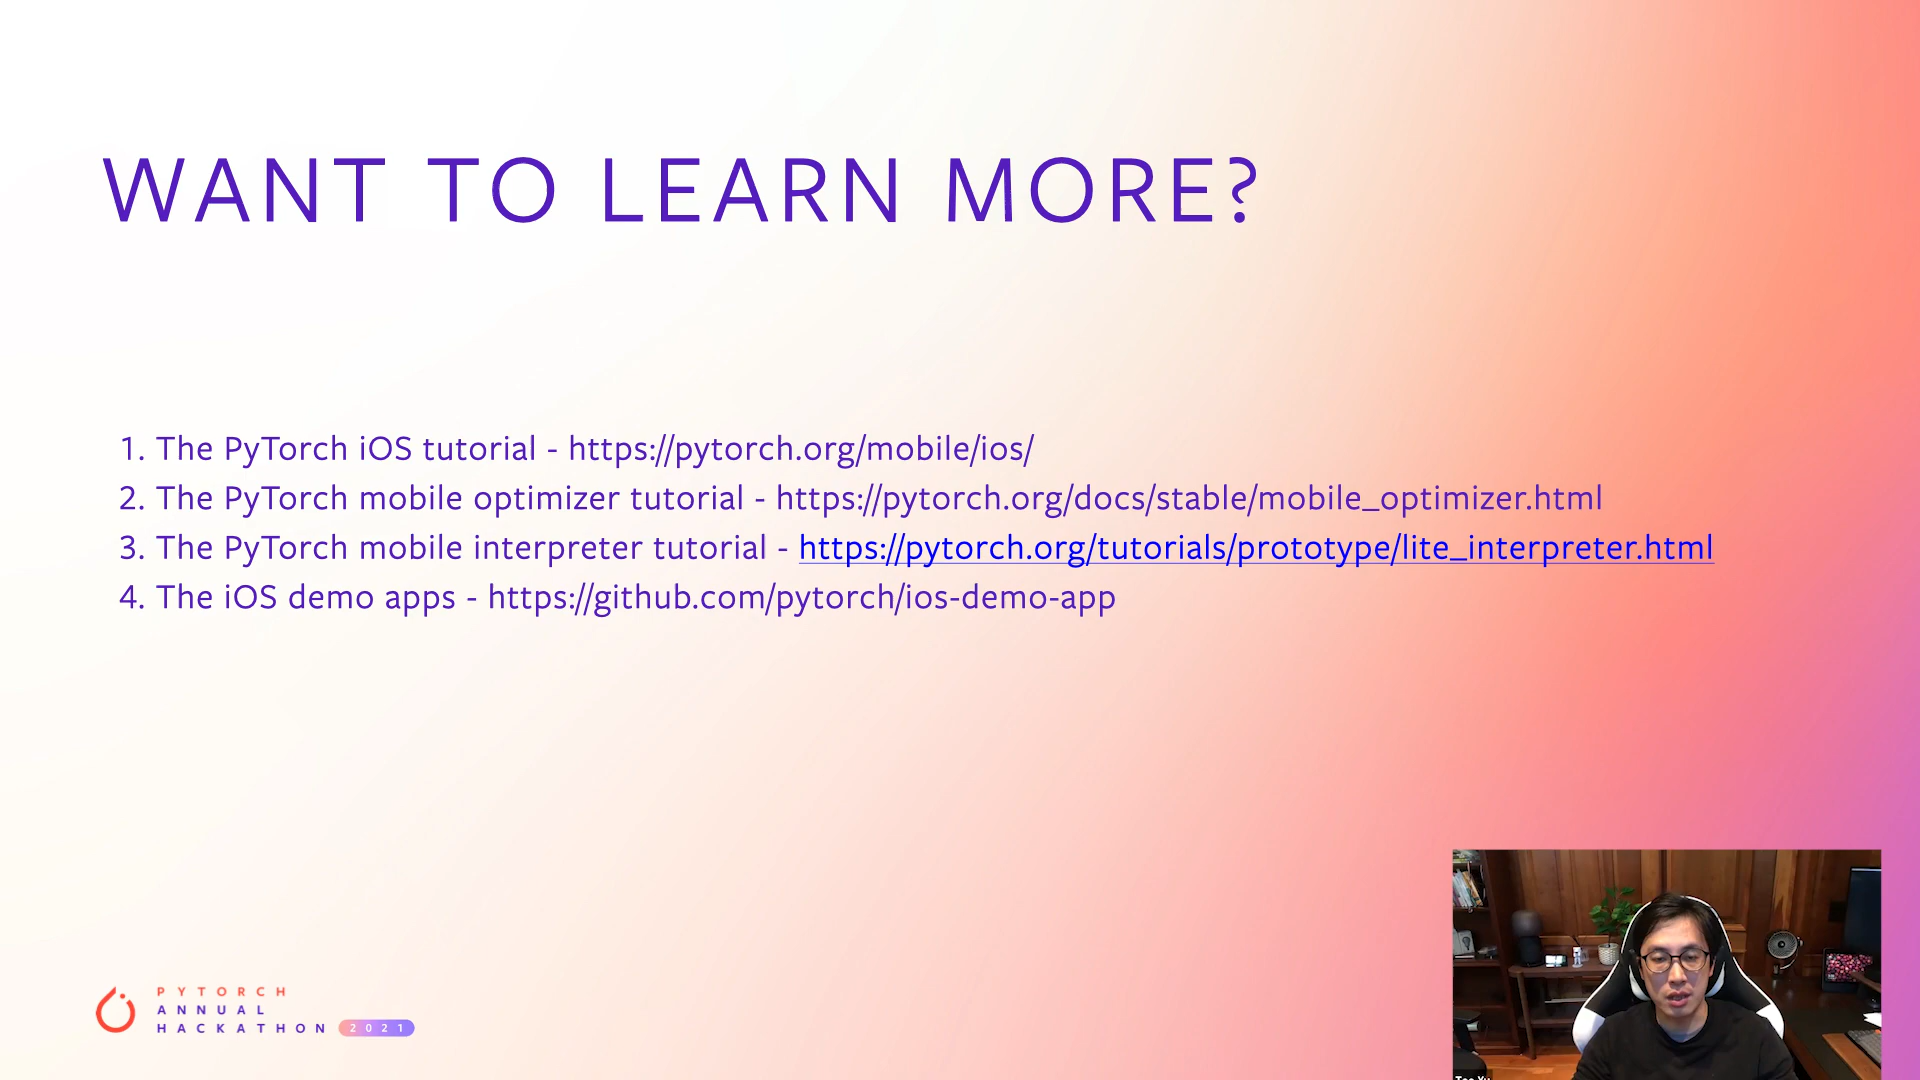 WANT TO LEARN MORE?
1. The PyTorch iOS tutorial - https://pytorch.org/mobile/ios/
2. The PyTorch mobile optimizer tutorial - https://pytorch.org/docs/stable/mobile_optimizer.html
3. The PyTorch mobile interpreter tutorial - https://pytorch.org/tutorials/prototype/lite_interpreter.html
4. The iOS demo apps - https://github.com/pytorch/ios-demo-app
PYTORCH
ANNUAL
HACKATHON 2021